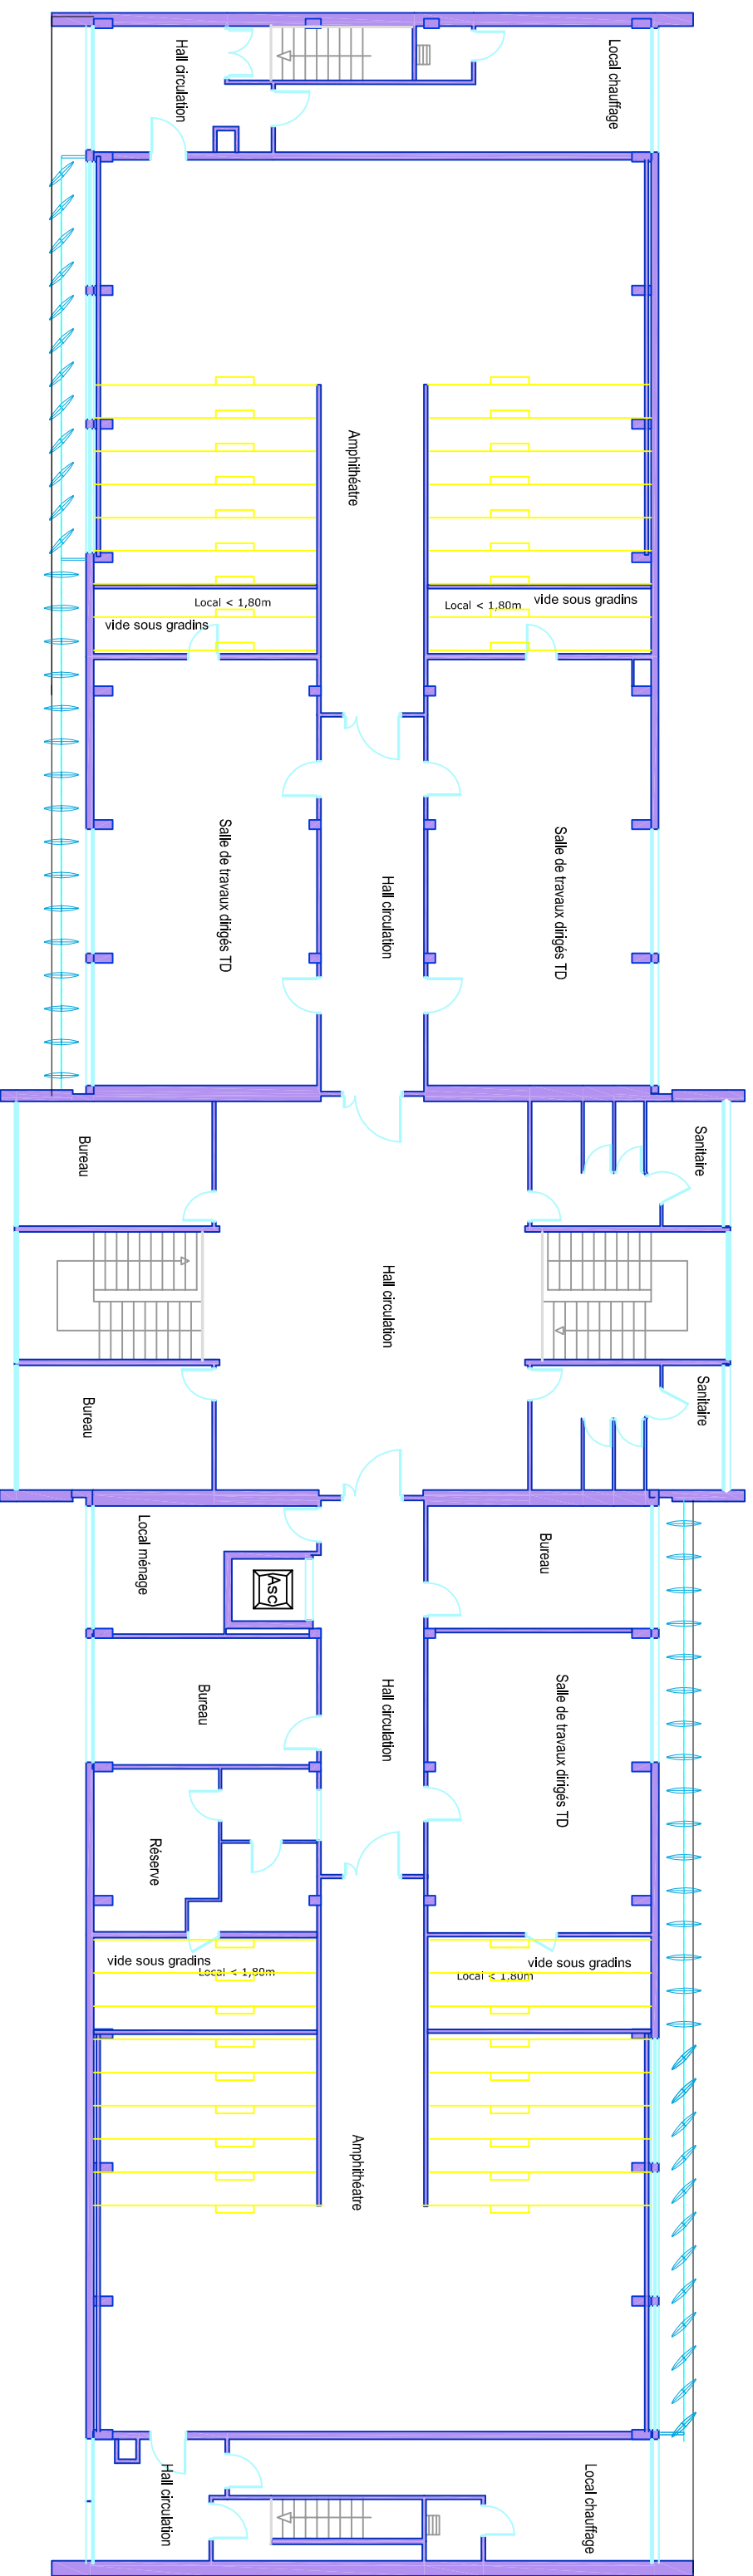 Hall circulation
Local chauffage
Amphithéatre
Local < 1,80m
vide sous gradins
Local < 1,80m
vide sous gradins
Salle de travaux dirigés TD
Hall circulation
Salle de travaux dirigés TD
Bureau
Sanitaire
Hall circulation
Bureau
Sanitaire
Local ménage
Asc
Bureau
Bureau
Hall circulation
Salle de travaux dirigés TD
Réserve
vide sous gradins
Local < 1,80m
vide sous gradins
Local < 1,80m
Amphithéatre
Hall circulation
Local chauffage